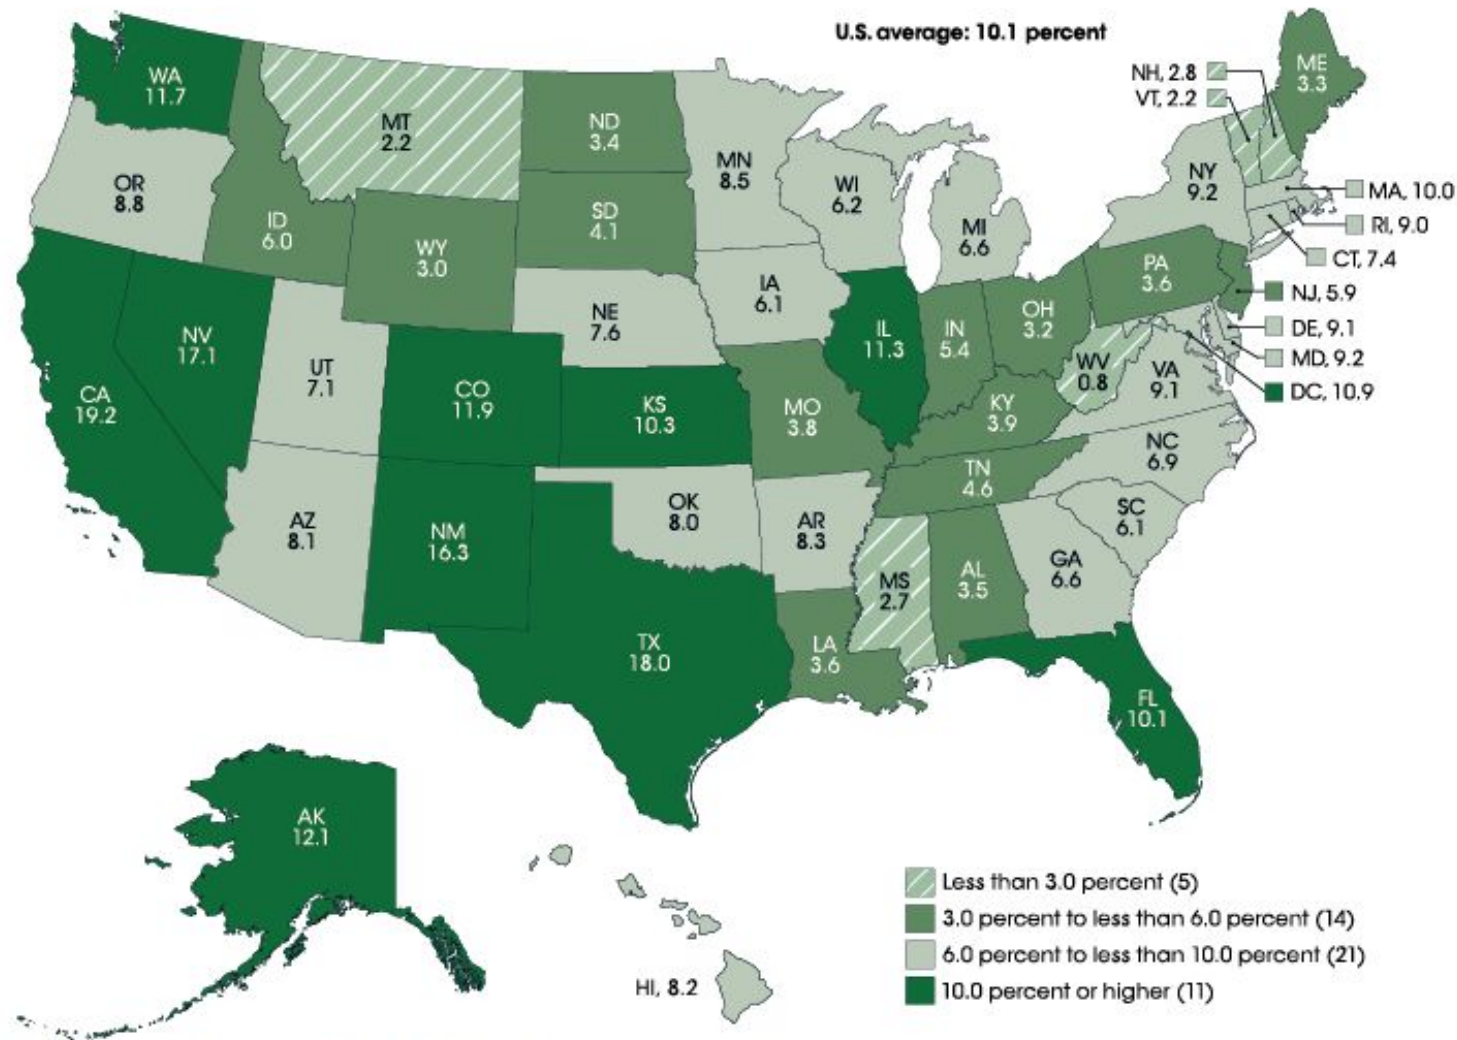 U.S. average: 10.1 percent
WA
11.7
OR
8.8
CA
19.2
NV
17.1
ID
6.0
MT
2.2
WY
3.0
UT
7.1
AZ
8.1
CO
11.9
NM
16.3
ND
3.4
SD
4.1
NE
7.6
KS
10.3
OK
8.0
TX
18.0
MN
8.5
IA
6.1
MO
3.8
AR
8.3
LA
3.6
WI
6.2
IL
11.3
MI
6.6
IN
5.4
OH
3.2
KY
3.9
TN
4.6
MS
2.7
AL
3.5
GA
6.6
FL
10.1
SC
6.1
NC
6.9
VA
9.1
WV
0.8
PA
3.6
NY
9.2
ME
3.3
NH, 2.8
VT, 2.2
MA, 10.0
RI, 9.0
CT, 7.4
NJ, 5.9
DE, 9.1
MD, 9.2
DC, 10.9
AK
12.1
HI, 8.2
Less than 3.0 percent (5)
3.0 percent to less than 6.0 percent (14)
6.0 percent to less than 10.0 percent (21)
10.0 percent or higher (11)